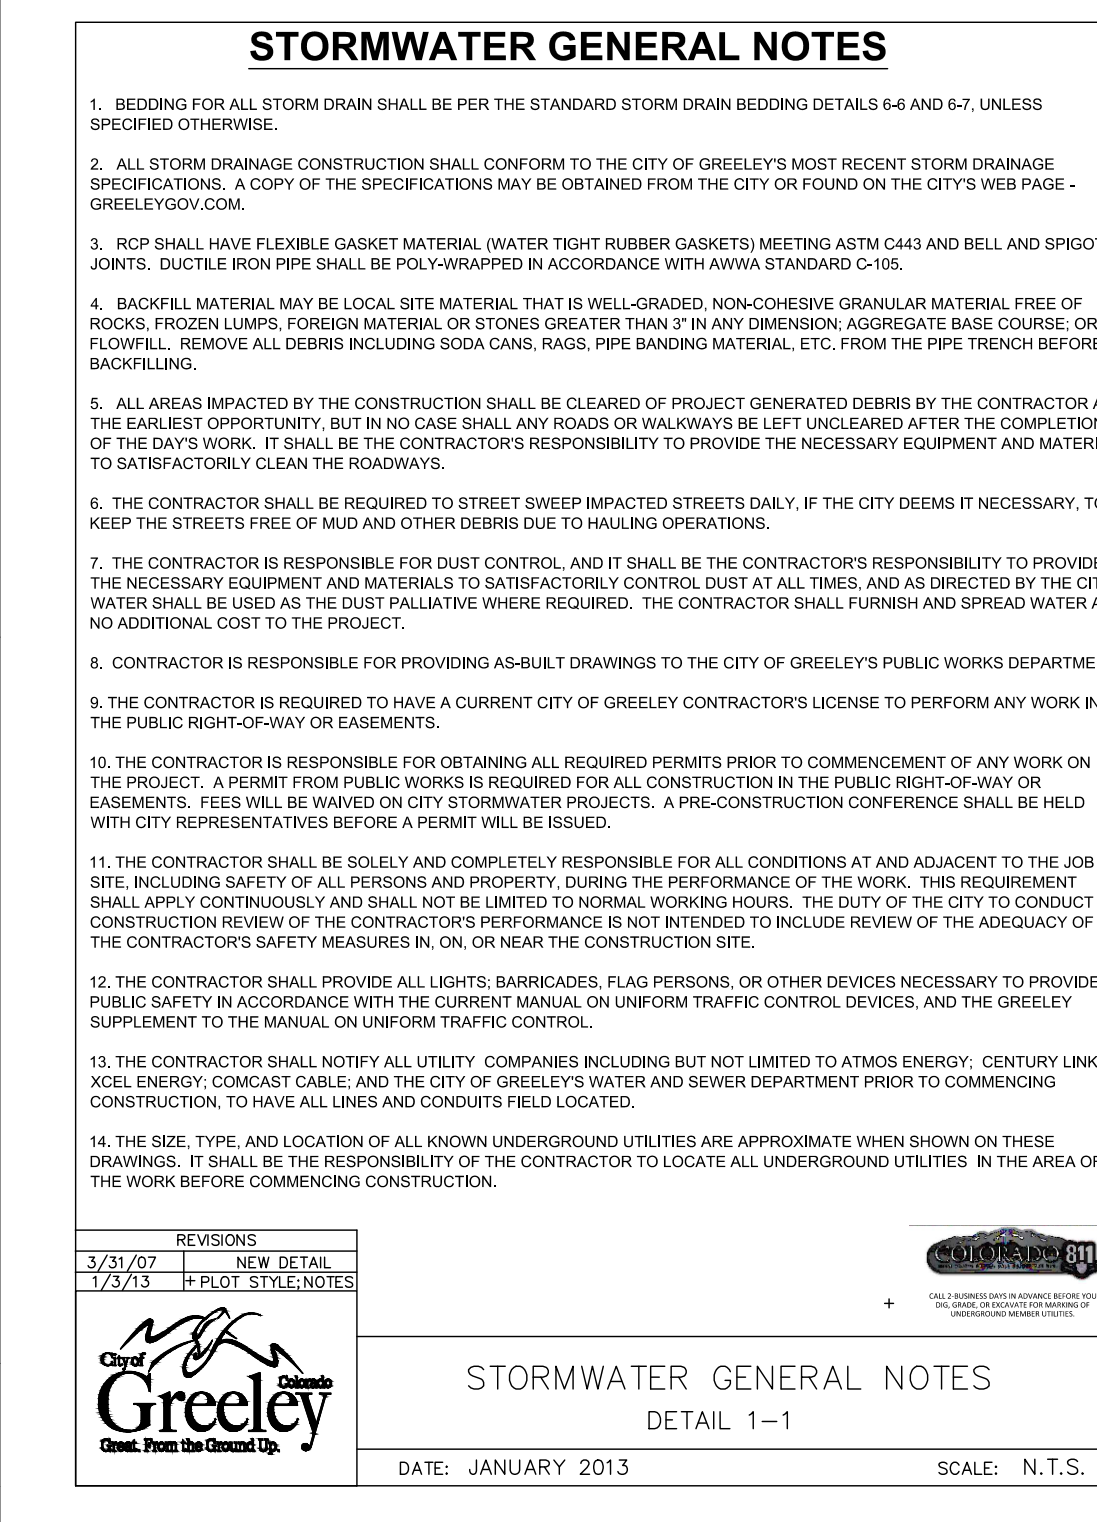 STORMWATER GENERAL NOTES
1. BEDDING FOR ALL STORM DRAIN SHALL BE PER THE STANDARD STORM DRAIN BEDDING DETAILS 6-6 AND 6-7, UNLESS
SPECIFIED OTHERWISE.
2. ALL STORM DRAINAGE CONSTRUCTION SHALL CONFORM TO THE CITY OF GREELEY'S MOST RECENT STORM DRAINAGE
SPECIFICATIONS. A COPY OF THE SPECIFICATIONS MAY BE OBTAINED FROM THE CITY OR FOUND ON THE CITY'S WEB PAGE -
GREELEYGOV.COM.
3. RCP SHALL HAVE FLEXIBLE GASKET MATERIAL (WATER TIGHT RUBBER GASKETS) MEETING ASTM C443 AND BELL AND SPIGOT
JOINTS. DUCTILE IRON PIPE SHALL BE POLY-WRAPPED IN ACCORDANCE WITH AWWA STANDARD C-105.
4. BACKFILL MATERIAL MAY BE LOCAL SITE MATERIAL THAT IS WELL-GRADED, NON-COHESIVE GRANULAR MATERIAL FREE OF
ROCKS, FROZEN LUMPS, FOREIGN MATERIAL OR STONES GREATER THAN 3" IN ANY DIMENSION; AGGREGATE BASE COURSE; OR
FLOWFILL. REMOVE ALL DEBRIS INCLUDING SODA CANS, RAGS, PIPE BANDING MATERIAL, ETC. FROM THE PIPE TRENCH BEFORE
BACKFILLING.
5. ALL AREAS IMPACTED BY THE CONSTRUCTION SHALL BE CLEARED OF PROJECT GENERATED DEBRIS BY THE CONTRACTOR A
THE EARLIEST OPPORTUNITY, BUT IN NO CASE SHALL ANY ROADS OR WALKWAYS BE LEFT UNCLEARED AFTER THE COMPLETION
OF THE DAY'S WORK. IT SHALL BE THE CONTRACTOR'S RESPONSIBILITY TO PROVIDE THE NECESSARY EQUIPMENT AND MATERI
TO SATISFACTORILY CLEAN THE ROADWAYS.
6. THE CONTRACTOR SHALL BE REQUIRED TO STREET SWEEP IMPACTED STREETS DAILY, IF THE CITY DEEMS IT NECESSARY, TO
KEEP THE STREETS FREE OF MUD AND OTHER DEBRIS DUE TO HAULING OPERATIONS.
7. THE CONTRACTOR IS RESPONSIBLE FOR DUST CONTROL, AND IT SHALL BE THE CONTRACTOR'S RESPONSIBILITY TO PROVIDE
THE NECESSARY EQUIPMENT AND MATERIALS TO SATISFACTORILY CONTROL DUST AT ALL TIMES, AND AS DIRECTED BY THE CIT
WATER SHALL BE USED AS THE DUST PALLIATIVE WHERE REQUIRED. THE CONTRACTOR SHALL FURNISH AND SPREAD WATER A
NO ADDITIONAL COST TO THE PROJECT.
8. CONTRACTOR IS RESPONSIBLE FOR PROVIDING AS-BUILT DRAWINGS TO THE CITY OF GREELEY'S PUBLIC WORKS DEPARTME
9. THE CONTRACTOR IS REQUIRED TO HAVE A CURRENT CITY OF GREELEY CONTRACTOR'S LICENSE TO PERFORM ANY WORK IN
THE PUBLIC RIGHT-OF-WAY OR EASEMENTS.
10. THE CONTRACTOR IS RESPONSIBLE FOR OBTAINING ALL REQUIRED PERMITS PRIOR TO COMMENCEMENT OF ANY WORK ON
THE PROJECT. A PERMIT FROM PUBLIC WORKS IS REQUIRED FOR ALL CONSTRUCTION IN THE PUBLIC RIGHT-OF-WAY OR
EASEMENTS. FEES WILL BE WAIVED ON CITY STORMWATER PROJECTS. A PRE-CONSTRUCTION CONFERENCE SHALL BE HELD
WITH CITY REPRESENTATIVES BEFORE A PERMIT WILL BE ISSUED.
11. THE CONTRACTOR SHALL BE SOLELY AND COMPLETELY RESPONSIBLE FOR ALL CONDITIONS AT AND ADJACENT TO THE JOB
SITE, INCLUDING SAFETY OF ALL PERSONS AND PROPERTY, DURING THE PERFORMANCE OF THE WORK. THIS REQUIREMENT
SHALL APPLY CONTINUOUSLY AND SHALL NOT BE LIMITED TO NORMAL WORKING HOURS. THE DUTY OF THE CITY TO CONDUCT
CONSTRUCTION REVIEW OF THE CONTRACTOR'S PERFORMANCE IS NOT INTENDED TO INCLUDE REVIEW OF THE ADEQUACY OF
THE CONTRACTOR'S SAFETY MEASURES IN, ON, OR NEAR THE CONSTRUCTION SITE.
12. THE CONTRACTOR SHALL PROVIDE ALL LIGHTS; BARRICADES, FLAG PERSONS, OR OTHER DEVICES NECESSARY TO PROVIDE
PUBLIC SAFETY IN ACCORDANCE WITH THE CURRENT MANUAL ON UNIFORM TRAFFIC CONTROL DEVICES, AND THE GREELEY
SUPPLEMENT TO THE MANUAL ON UNIFORM TRAFFIC CONTROL.
13. THE CONTRACTOR SHALL NOTIFY ALL UTILITY COMPANIES INCLUDING BUT NOT LIMITED TO ATMOS ENERGY; CENTURY LINK
XCEL ENERGY; COMCAST CABLE; AND THE CITY OF GREELEY'S WATER AND SEWER DEPARTMENT PRIOR TO COMMENCING
CONSTRUCTION, TO HAVE ALL LINES AND CONDUITS FIELD LOCATED.
14. THE SIZE, TYPE, AND LOCATION OF ALL KNOWN UNDERGROUND UTILITIES ARE APPROXIMATE WHEN SHOWN ON THESE
DRAWINGS. IT SHALL BE THE RESPONSIBILITY OF THE CONTRACTOR TO LOCATE ALL UNDERGROUND UTILITIES IN THE AREA OF
THE WORK BEFORE COMMENCING CONSTRUCTION.
REVISIONS
3/31/07 NEW DETAIL
1/3/13 + PLOT STYLE;NOTES
COLORADO 811
+
CALL 2-BUSINESS DAYS IN ADVANCE BEFORE YOU
DIG, GRADE, OR EXCAVATE FOR MARKING OF
UNDERGROUND MEMBER UTILITIES.
City of
Colorado
Greeley
Great. From the Ground Up.
STORMWATER GENERAL NOTES
DETAIL 1-1
DATE: JANUARY 2013
SCALE: N.T.S.